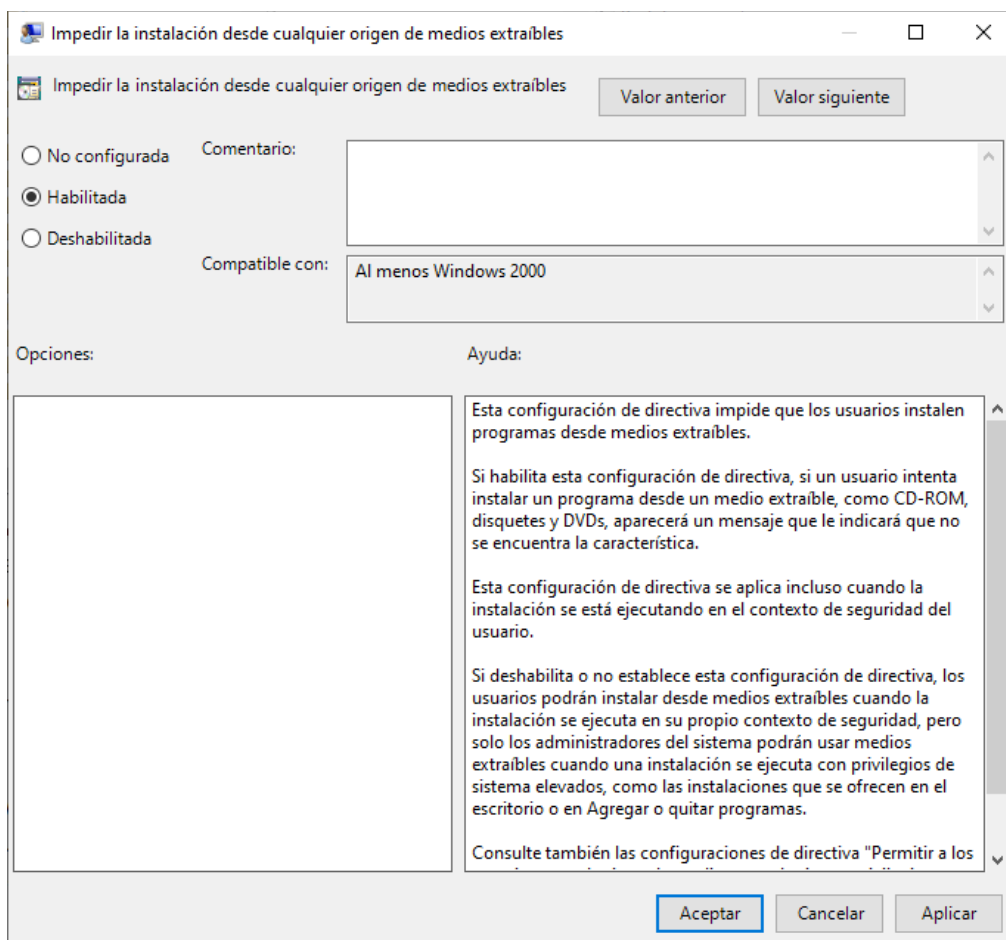 Impedir la instalación desde cualquier origen de medios extraíbles
Impedir la instalación desde cualquier origen de medios extraíbles
Valor anterior
Valor siguiente
No configurada
Habilitada
Deshabilitada
Comentario:
Compatible con:
Al menos Windows 2000
Opciones:
Ayuda:
Esta configuración de directiva impide que los usuarios instalen
programas desde medios extraíbles.
Si habilita esta configuración de directiva, si un usuario intenta
instalar un programa desde un medio extraíble, como CD-ROM,
disquetes y DVDs, aparecerá un mensaje que le indicará que no
se encuentra la característica.
Esta configuración de directiva se aplica incluso cuando la
instalación se está ejecutando en el contexto de seguridad del
usuario.
Si deshabilita o no establece esta configuración de directiva, los
usuarios podrán instalar desde medios extraíbles cuando la
instalación se ejecuta en su propio contexto de seguridad, pero
solo los administradores del sistema podrán usar medios
extraíbles cuando una instalación se ejecuta con privilegios de
sistema elevados, como las instalaciones que se ofrecen en el
escritorio o en Agregar o quitar programas.
Consulte también las configuraciones de directiva "Permitir a los
Aceptar
Cancelar
Aplicar